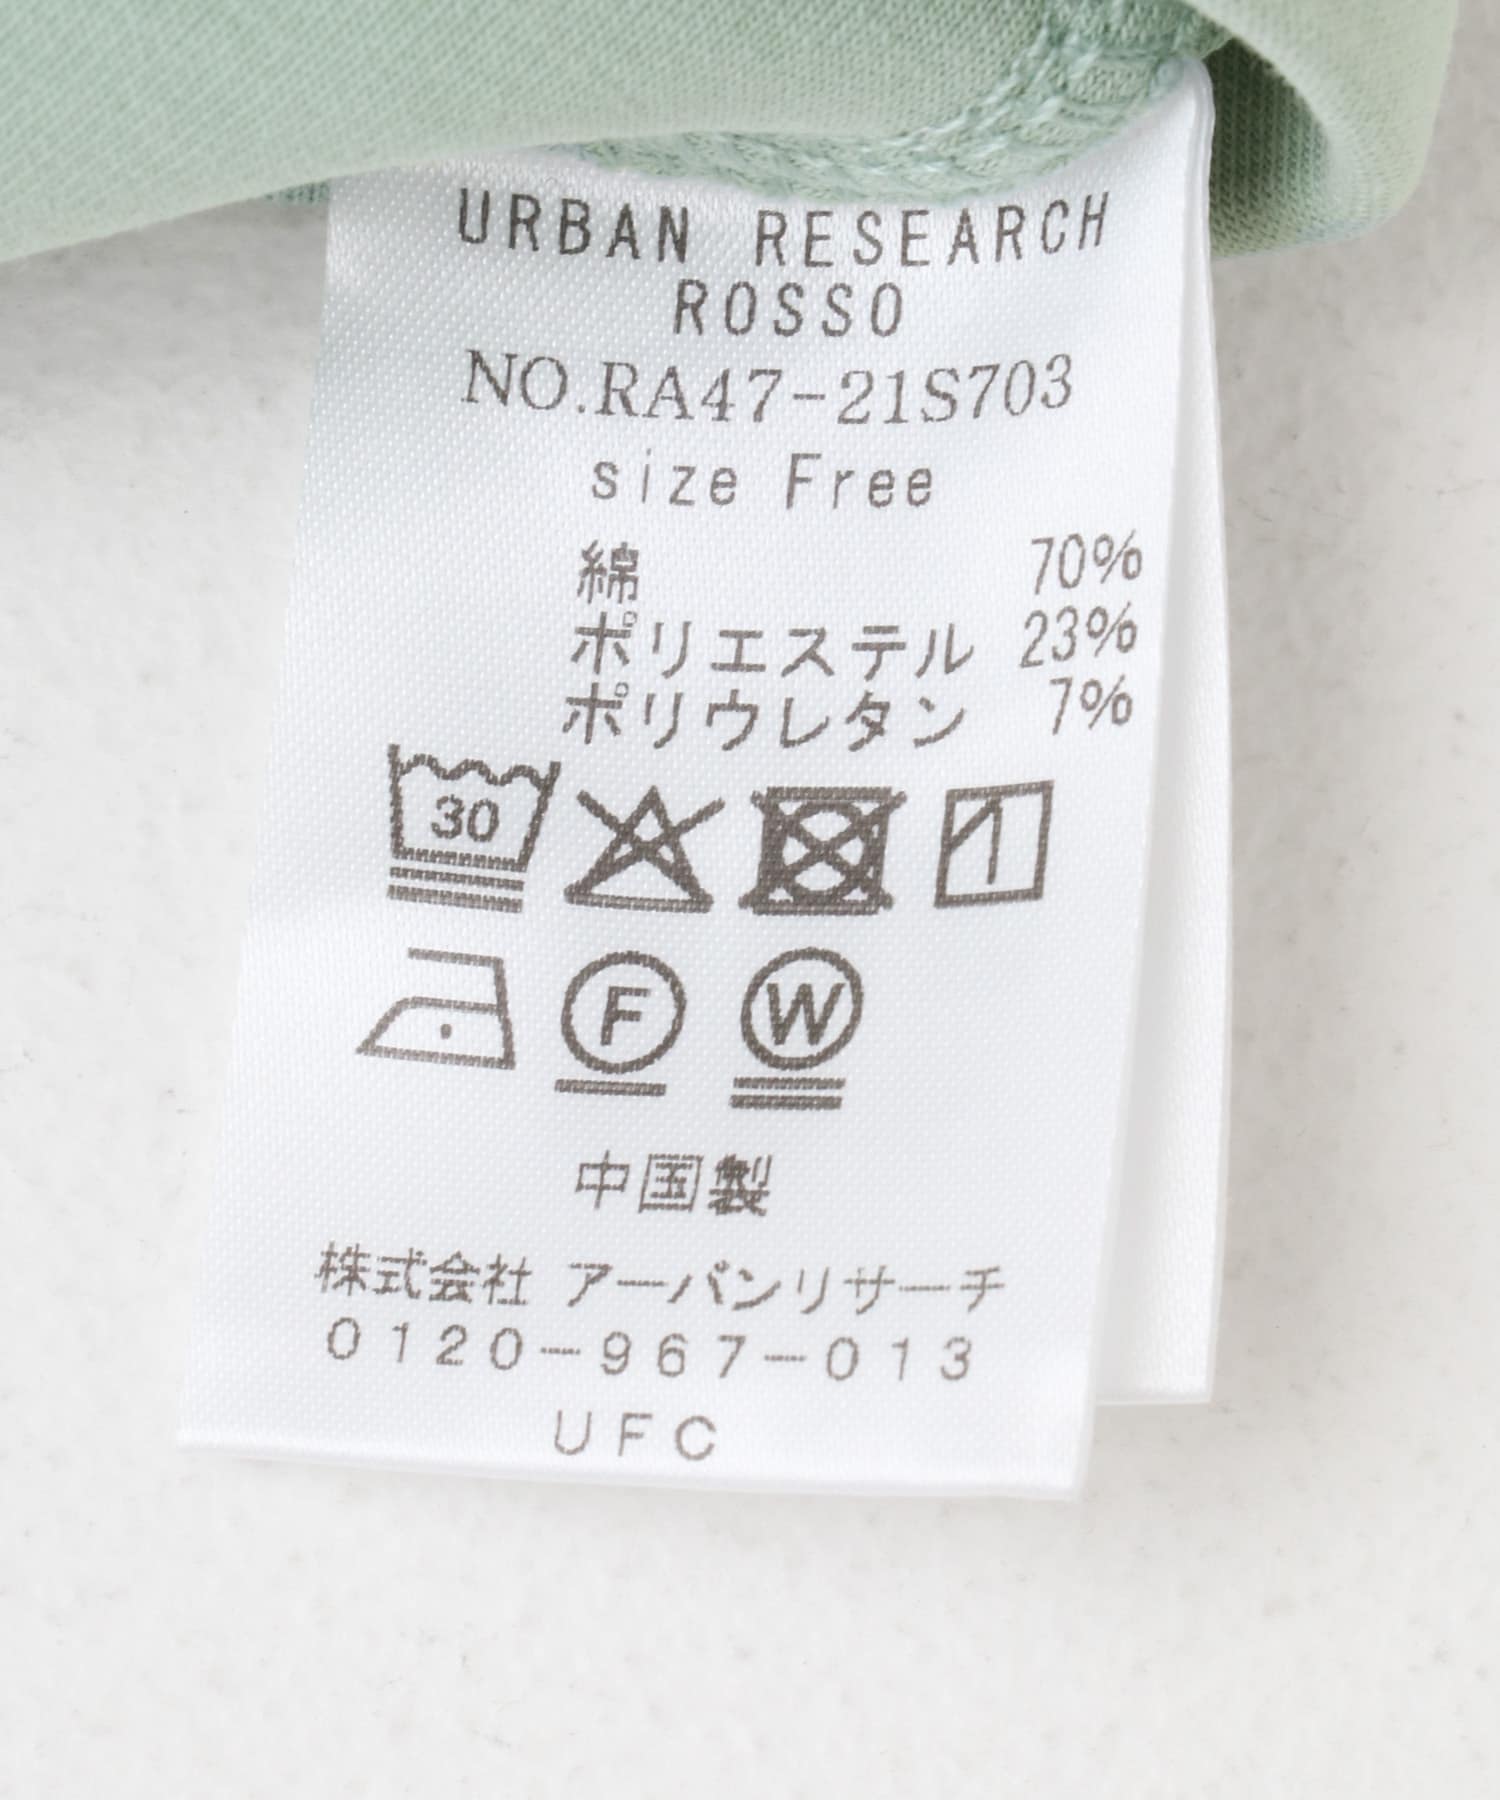 URBAN RESEARCH
ROSSO
NO.RA47-21S703
size Free
綿 70%
ポリエステル 23%
ポリウレタン 7%
30
F W
中国製
株式会社 アーバンリサーチ
0120-967-013
UFC